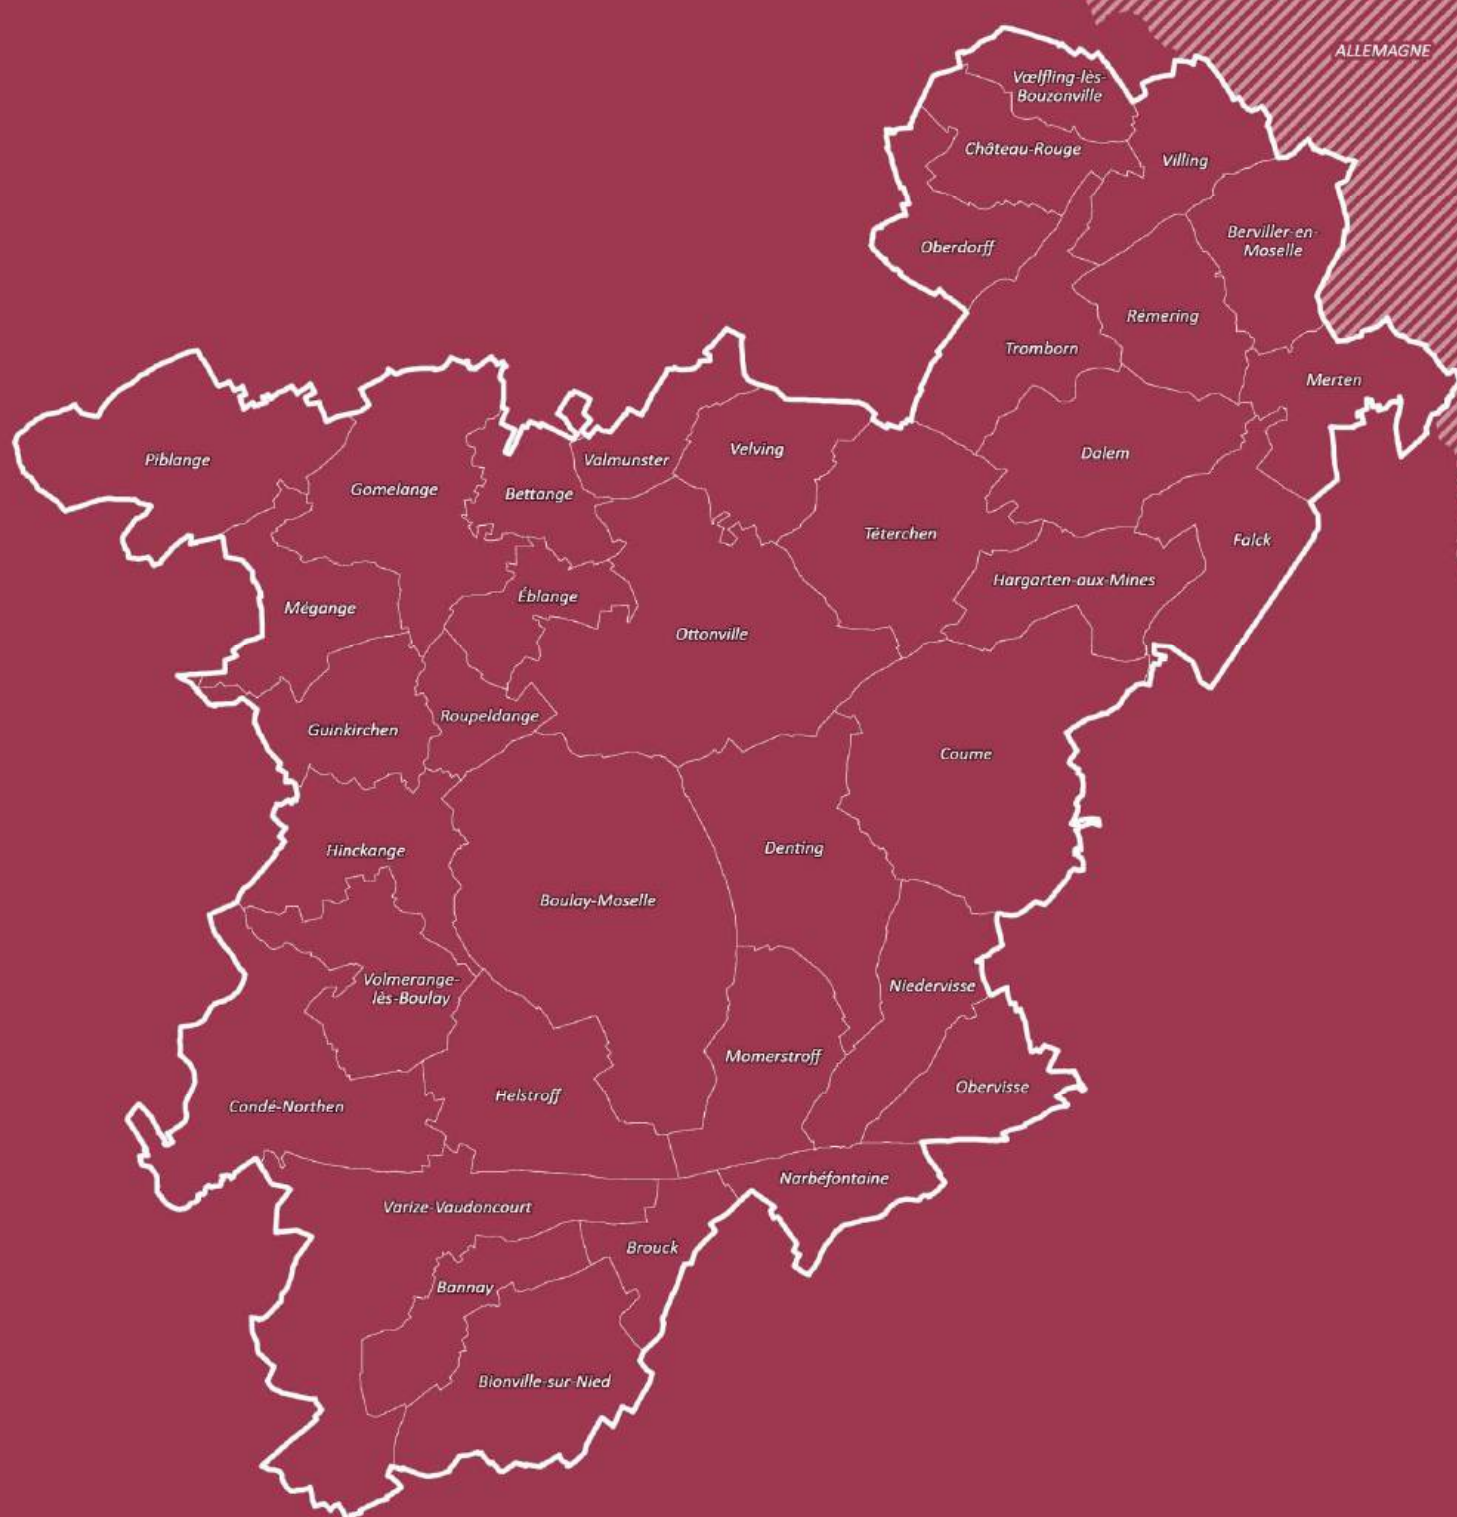 ALLEMAGNE
Vœlfling-lès-
Bouzonville
Château-Rouge
Villing
Berviller-en-
Moselle
Oberdorff
Rémering
Tromborn
Merten
Piblange
Gomelange
Bettange
Valmunster
Velving
Dalem
Téterchen
Falck
Hargarten-aux-Mines
Mégange
Éblange
Ottonville
Guinkirchen
Roupeldange
Coume
Hinckange
Denting
Boulay-Moselle
Volmerange-
lès-Boulay
Niedervisse
Momerstroff
Obervisse
Condé-Northen
Helstroff
Narbéfontaine
Varize-Vaudoncourt
Brouck
Bannay
Bionville-sur-Nied